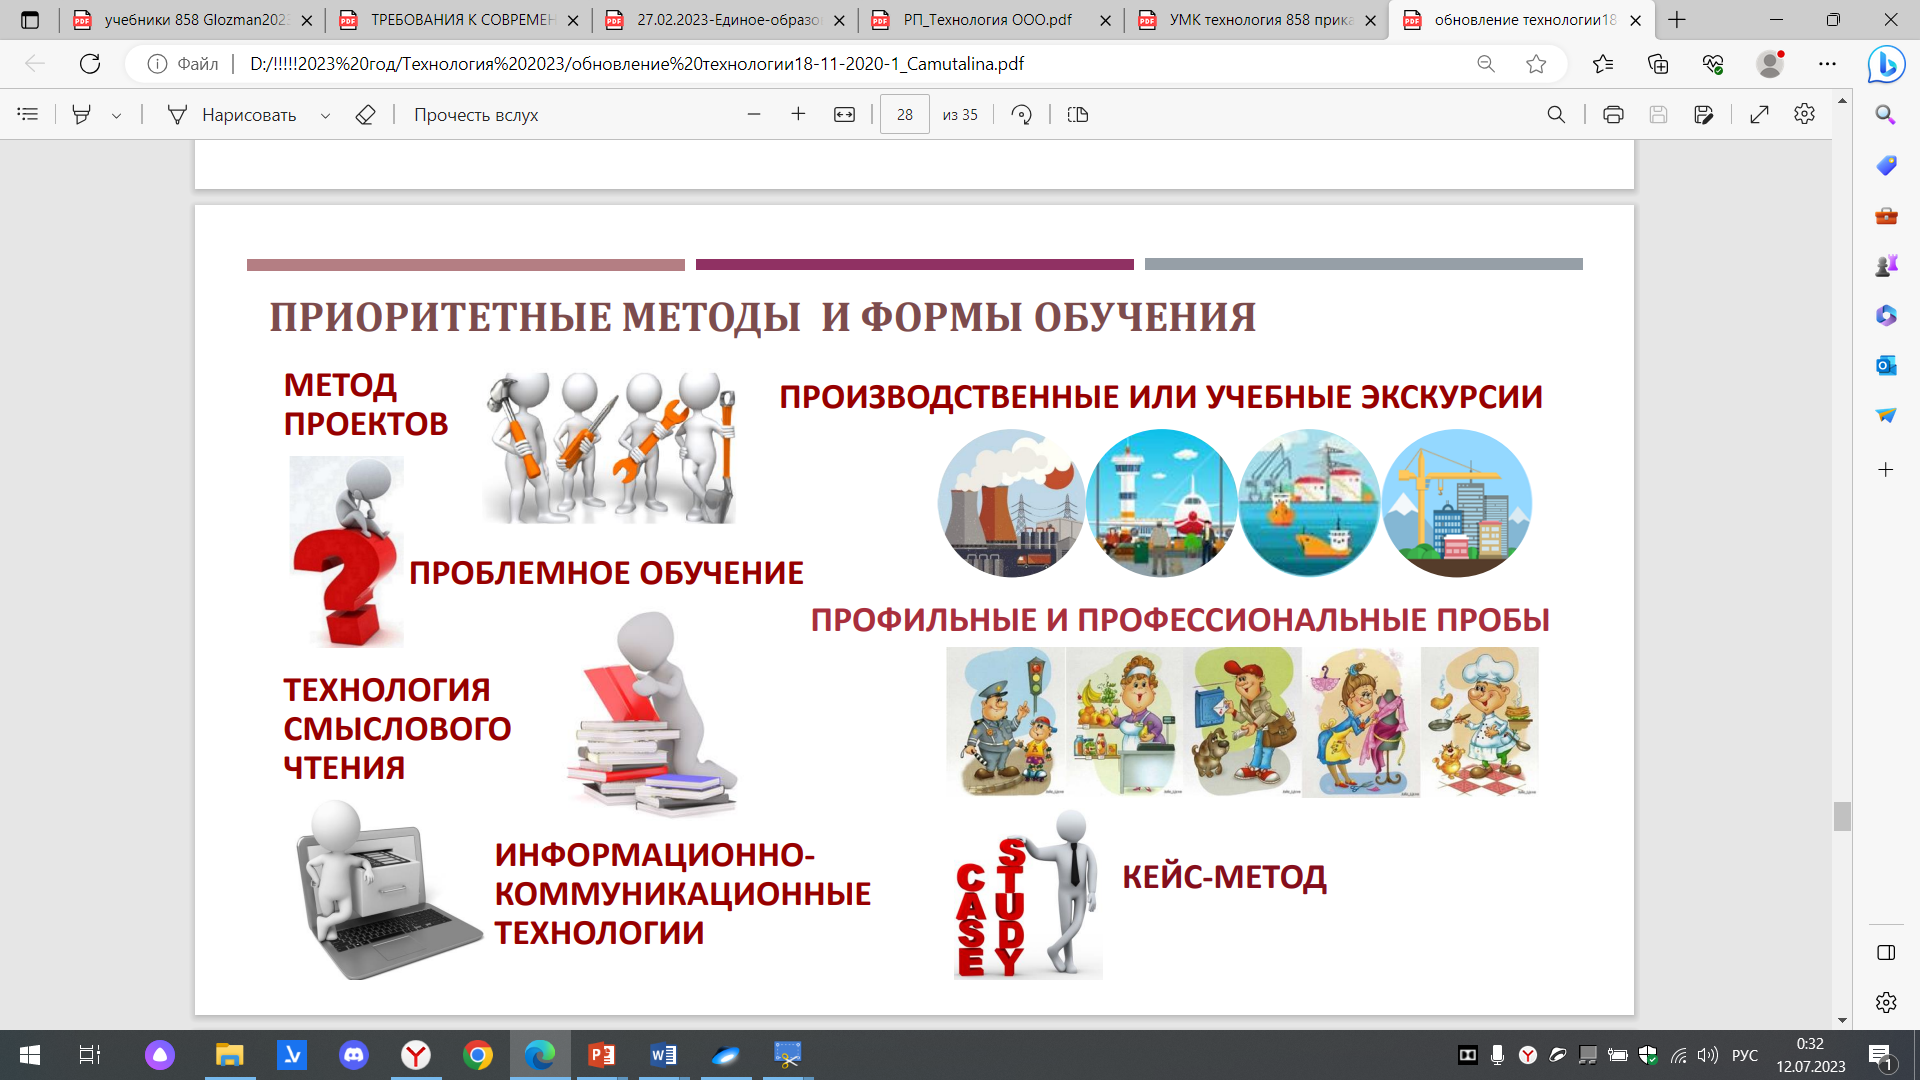 учебники 858 Glozman202
ТРЕБОВАНИЯ К СОВРЕМЕН
27.02.2023-Единое-образо
РП_Технология ООО.pdf
УМК технология 858 прика
обновление технологии18
Файл
D:/!!!!!2023%20год/Технология%202023/обновление%20технологии18-11-2020-1_Camutalina.pdf
Нарисовать
Прочесть вслух
28
из 35
ПРИОРИТЕТНЫЕ МЕТОДЫ И ФОРМЫ ОБУЧЕНИЯ
МЕТОД
ПРОЕКТОВ
ПРОБЛЕМНОЕ ОБУЧЕНИЕ
ТЕХНОЛОГИЯ
СМЫСЛОВОГО
ЧТЕНИЯ
ИНФОРМАЦИОННО-
КОММУНИКАЦИОННЫЕ
ТЕХНОЛОГИИ
ПРОИЗВОДСТВЕННЫЕ ИЛИ УЧЕБНЫЕ ЭКСКУРСИИ
ПРОФИЛЬНЫЕ И ПРОФЕССИОНАЛЬНЫЕ ПРОБЫ
CASE
STUDY
КЕЙС-МЕТОД
РУС
0:32
12.07.2023
1